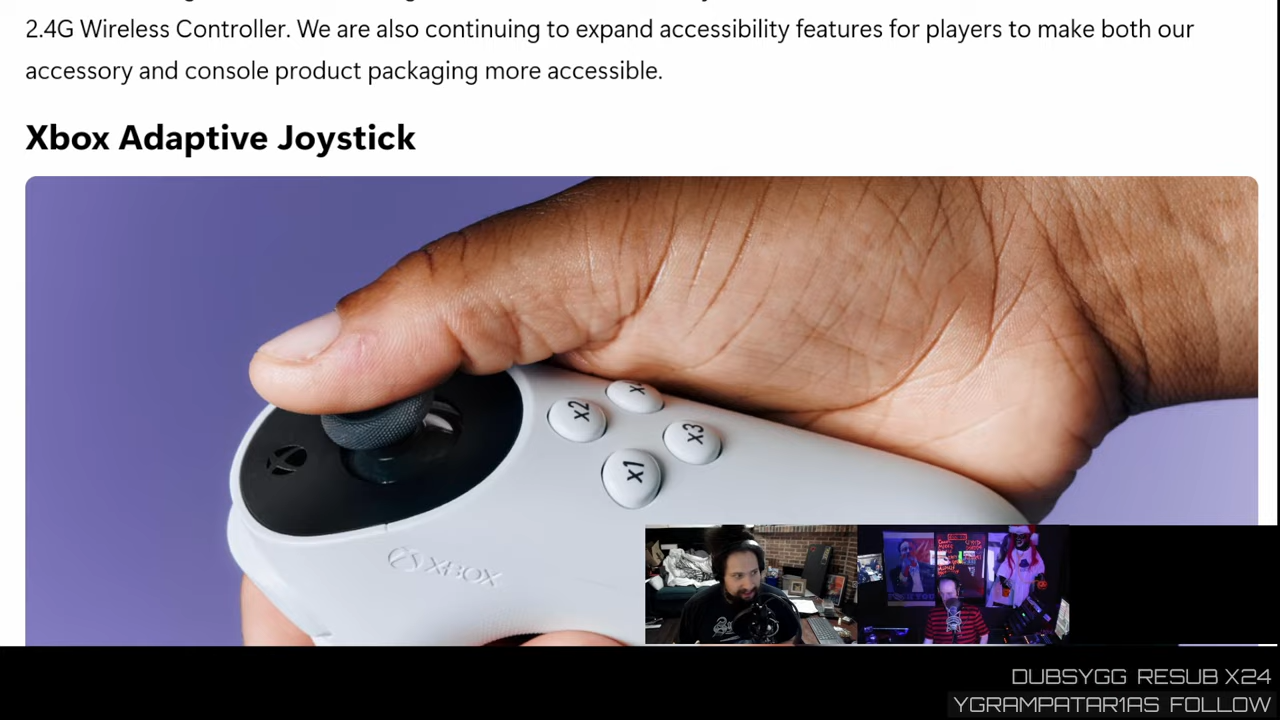 2.4G Wireless Controller. We are also continuing to expand accessibility features for players to make both our
accessory and console product packaging more accessible.
Xbox Adaptive Joystick
x2
x3
x1
XBOX
DUBSYGG RESUB X24
YGRAMPATAR1AS FOLLOW